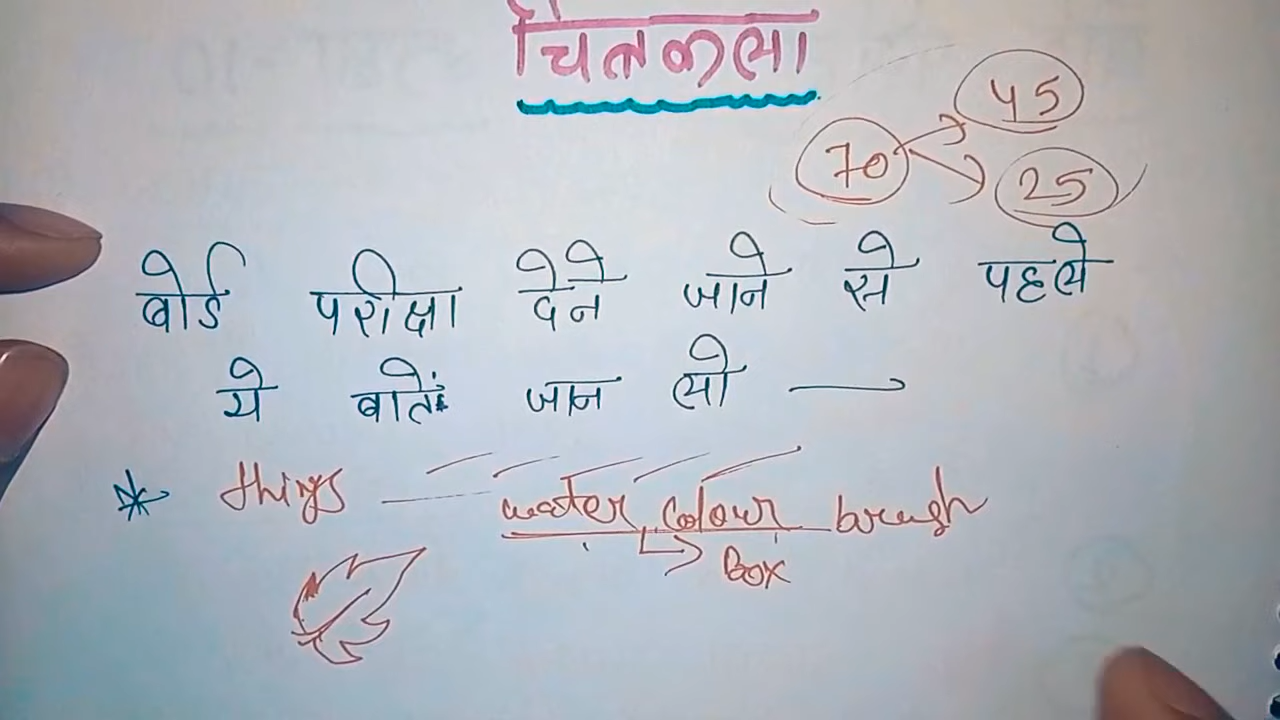 चित्रकला
70 → 45
25
बोर्ड परीक्षा देने जाने से पहले
ये बातें जान लो —
* things — water colour brush
↳ Box